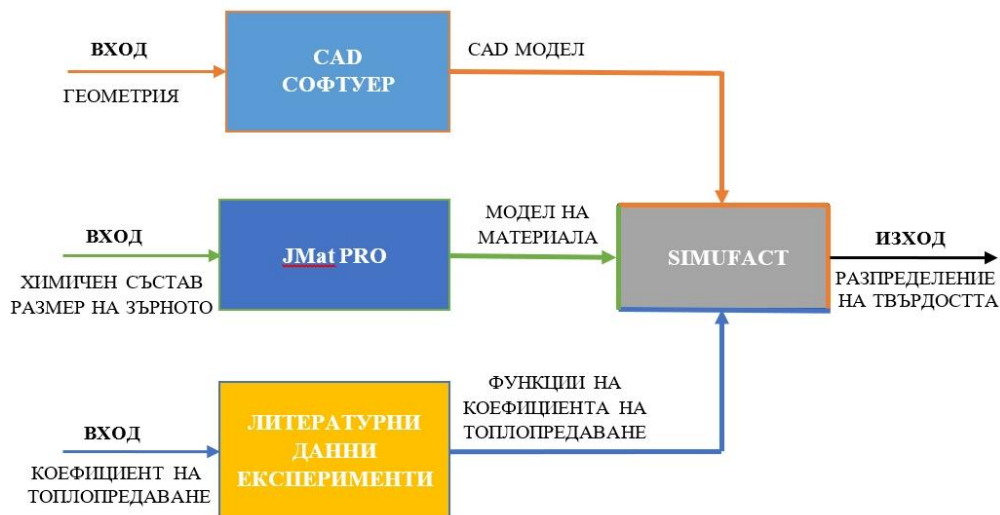 ВХОД
ГЕОМЕТРИЯ
CAD
СОФТУЕР
CAD МОДЕЛ
ВХОД
ХИМИЧЕН СЪСТАВ
РАЗМЕР НА ЗЪРНОТО
JMat PRO
МОДЕЛ НА
МАТЕРИАЛА
SIMUFACT
ИЗХОД
РАЗПРЕДЕЛЕНИЕ
НА ТВЪРДОСТТА
ВХОД
КОЕФИЦИЕНТ НА
ТОПЛОПРЕДАВАНЕ
ЛИТЕРАТУРНИ
ДАННИ
ЕКСПЕРИМЕНТИ
ФУНКЦИИ НА
КОЕФИЦИЕНТА НА
ТОПЛОПРЕДАВАНЕ